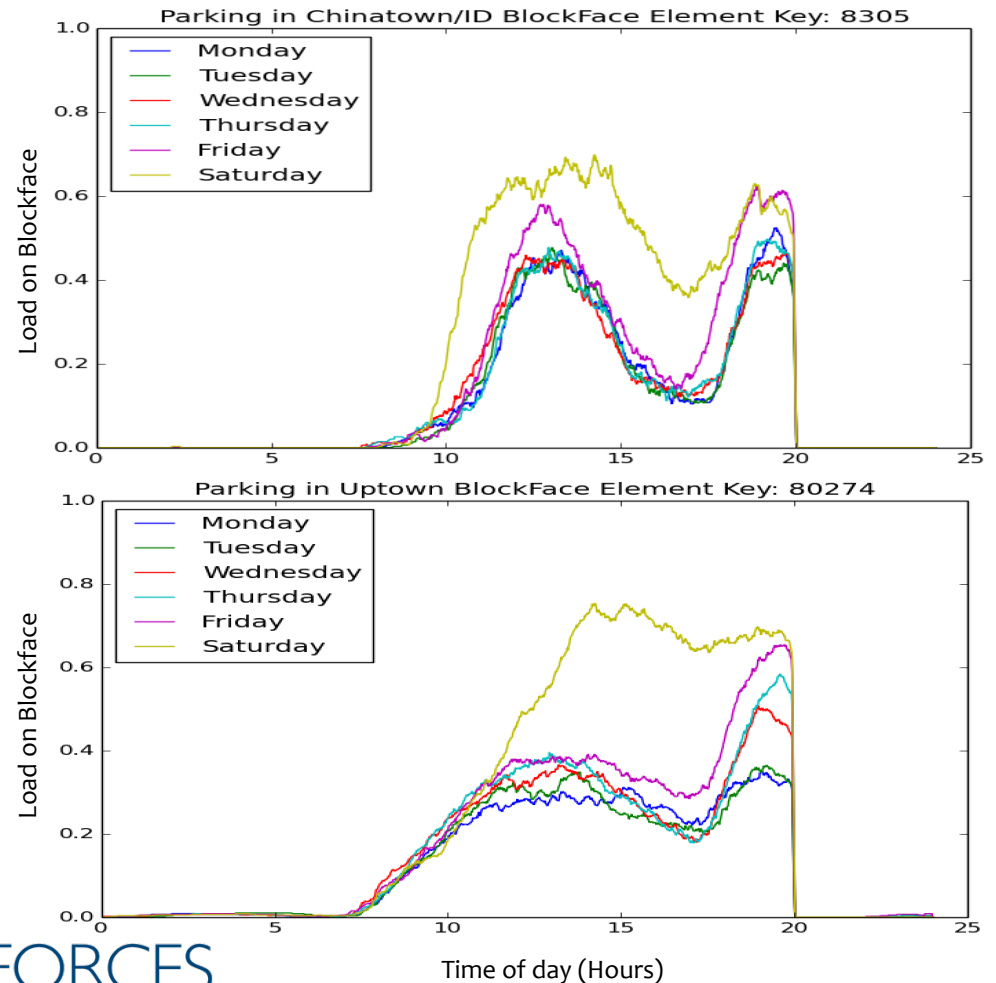 Parking in Chinatown/ID BlockFace Element Key: 8305
1.0
0.8
0.6
0.4
0.2
0.0
Load on Blockface
Monday
Tuesday
Wednesday
Thursday
Friday
Saturday
0 5 10 15 20 25
Parking in Uptown BlockFace Element Key: 80274
1.0
0.8
0.6
0.4
0.2
0.0
Load on Blockface
Monday
Tuesday
Wednesday
Thursday
Friday
Saturday
0 5 10 15 20 25
Time of day (Hours)
FORCES